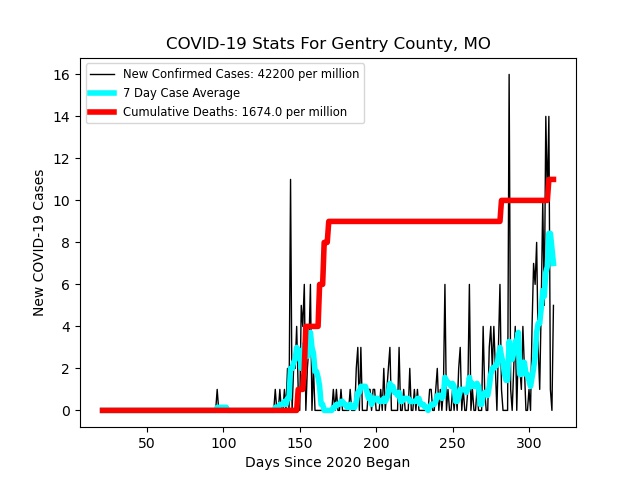 COVID-19 Stats For Gentry County, MO
New Confirmed Cases: 42200 per million
7 Day Case Average
Cumulative Deaths: 1674.0 per million
New COVID-19 Cases
16
14
12
10
8
6
4
2
0
50 100 150 200 250 300
Days Since 2020 Began